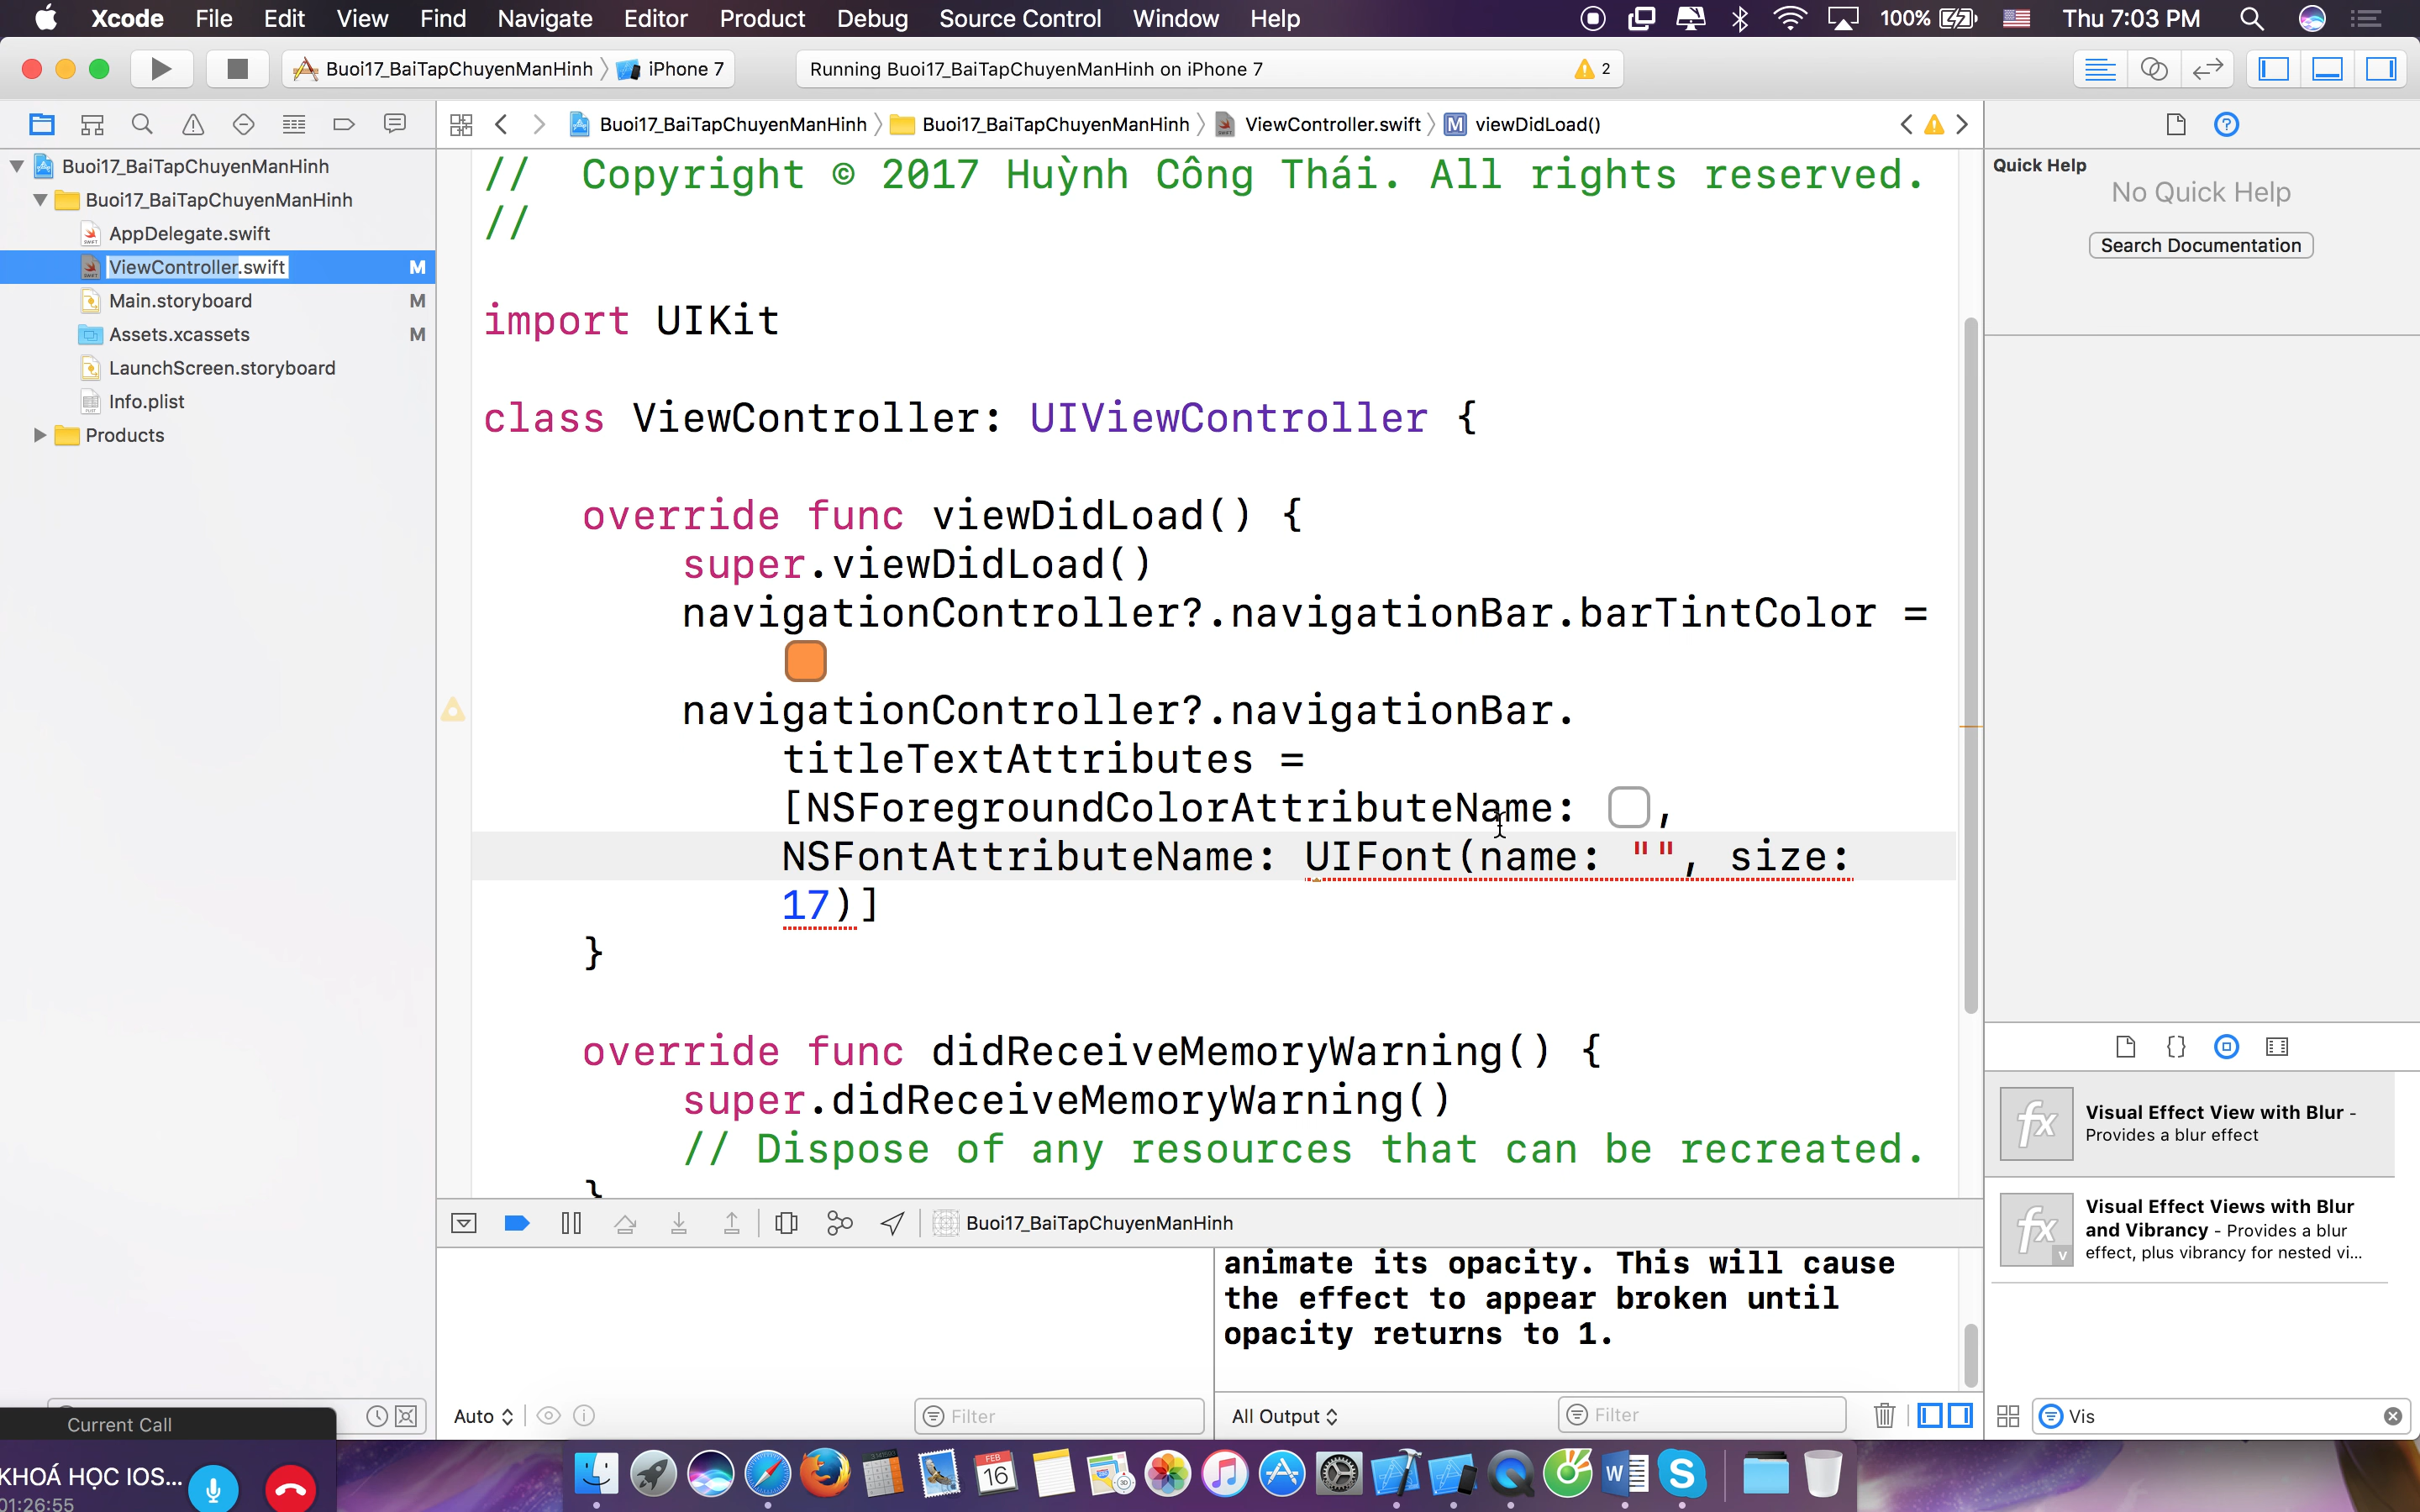 Xcode File Edit View Find Navigate Editor Product Debug Source Control Window Help 100% Thu 7:03 PM
Buoi17_BaiTapChuyenManHinh iPhone 7 Running Buoi17_BaiTapChuyenManHinh on iPhone 7 2
Buoi17_BaiTapChuyenManHinh Buoi17_BaiTapChuyenManHinh ViewController.swift M viewDidLoad()
Buoi17_BaiTapChuyenManHinh
Buoi17_BaiTapChuyenManHinh
AppDelegate.swift
ViewController.swift M
Main.storyboard M
Assets.xcassets M
LaunchScreen.storyboard
Info.plist
Products
// Copyright © 2017 Huỳnh Công Thái. All rights reserved.
//
import UIKit
class ViewController: UIViewController {
override func viewDidLoad() {
super.viewDidLoad()
navigationController?.navigationBar.barTintColor =
navigationController?.navigationBar.
titleTextAttributes =
[NSForegroundColorAttributeName: ,
NSFontAttributeName: UIFont(name: "", size:
17)]
}
override func didReceiveMemoryWarning() {
super.didReceiveMemoryWarning()
// Dispose of any resources that can be recreated.
}
Quick Help
No Quick Help
Search Documentation
{}
fx
Visual Effect View with Blur -
Provides a blur effect
fx
v
Visual Effect Views with Blur
and Vibrancy - Provides a blur
effect, plus vibrancy for nested vi...
Vis
Buoi17_BaiTapChuyenManHinh
animate its opacity. This will cause
the effect to appear broken until
opacity returns to 1.
Auto Filter All Output Filter
Current Call
KHOÁ HỌC IOS...
01:26:55
FEB
16
3D
W
S